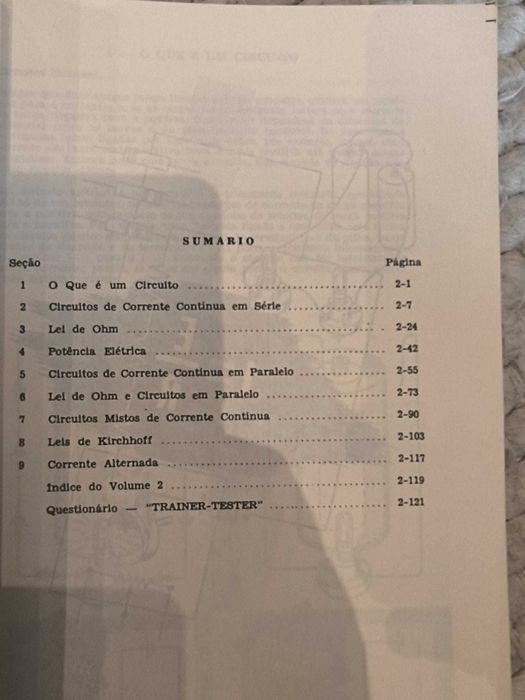 SUMÁRIO
Seção Página
1 O Que é um Circuito .......... 2-1
2 Circuitos de Corrente Contínua em Série .......... 2-7
3 Lei de Ohm .......... 2-24
4 Potência Elétrica .......... 2-42
5 Circuitos de Corrente Contínua em Paralelo .......... 2-55
6 Lei de Ohm e Circuitos em Paralelo .......... 2-73
7 Circuitos Mistos de Corrente Contínua .......... 2-90
8 Leis de Kirchhoff .......... 2-103
9 Corrente Alternada .......... 2-117
Índice do Volume 2 .......... 2-119
Questionário — "TRAINER-TESTER" .......... 2-121